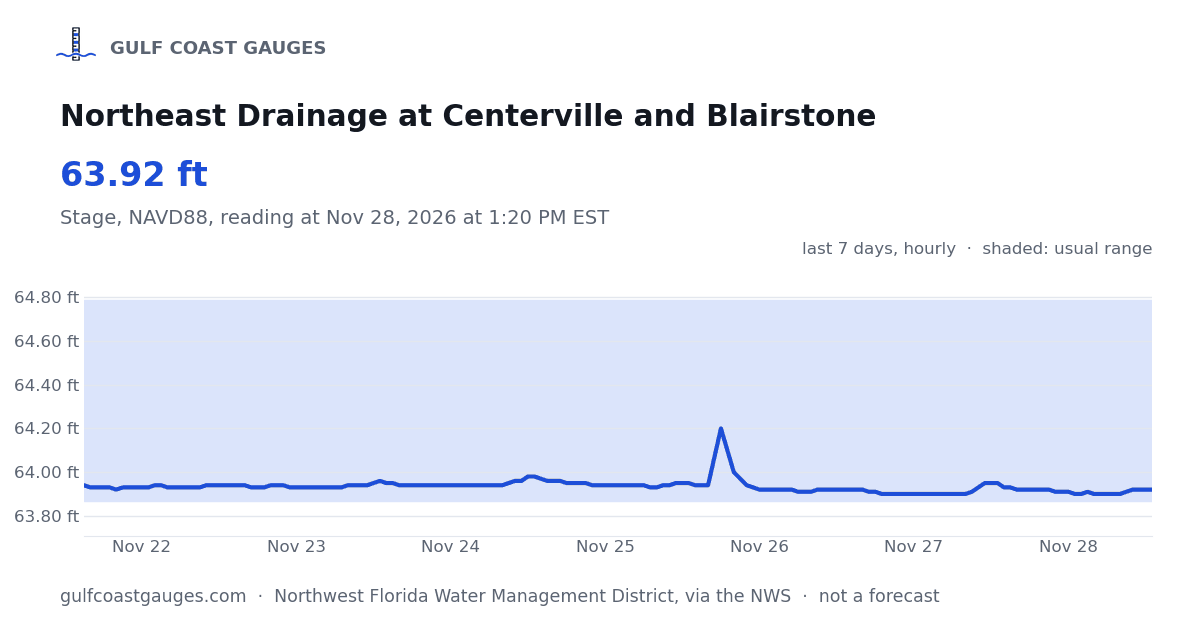 GULF COAST GAUGES
Northeast Drainage at Centerville and Blairstone
63.92 ft
Stage, NAVD88, reading at Nov 28, 2026 at 1:20 PM EST
last 7 days, hourly · shaded: usual range
64.80 ft
64.60 ft
64.40 ft
64.20 ft
64.00 ft
63.80 ft
Nov 22 Nov 23 Nov 24 Nov 25 Nov 26 Nov 27 Nov 28
gulfcoastgauges.com · Northwest Florida Water Management District, via the NWS · not a forecast